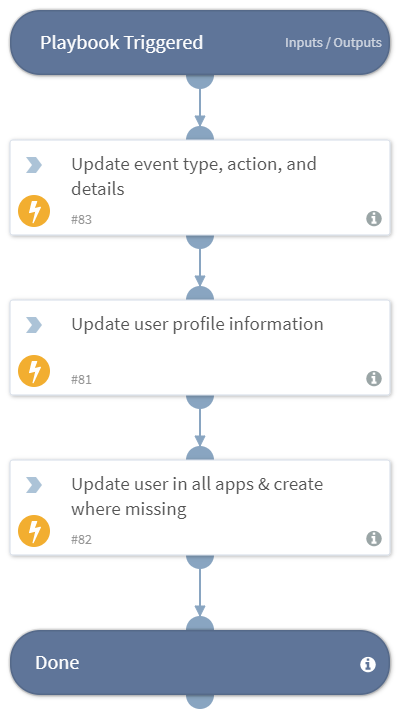 Playbook Triggered Inputs / Outputs
Update event type, action, and
details
#83
Update user profile information
#81
Update user in all apps & create
where missing
#82
Done